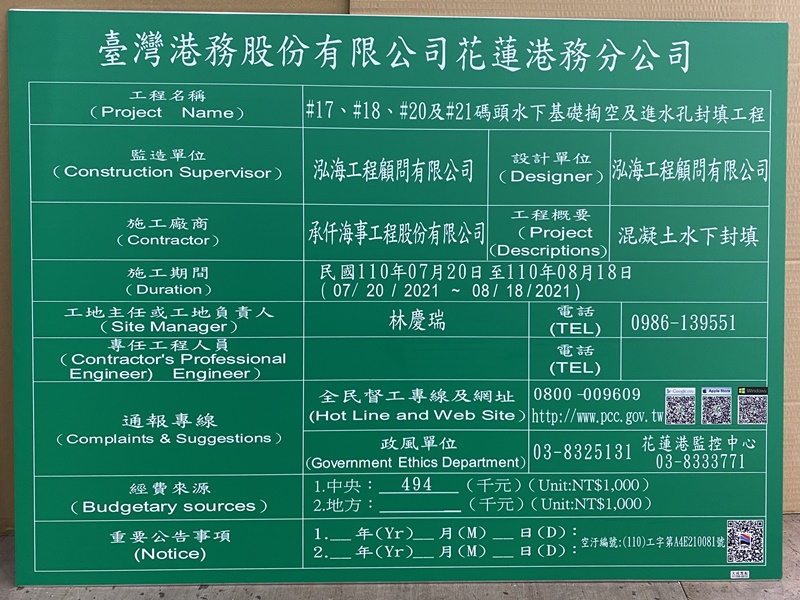 臺灣港務股份有限公司花蓮港務分公司
工程名稱
（Project Name）
#17、#18、#20及#21碼頭水下基礎掏空及進水孔封填工程
監造單位
（Construction Supervisor）
泓海工程顧問有限公司
設計單位
（Designer）
泓海工程顧問有限公司
施工廠商
（Contractor）
承仟海事工程股份有限公司
工程概要
（Project
(Descriptions)
混凝土水下封填
施工期間
（Duration）
民國110年07月20日至110年08月18日
( 07/ 20 / 2021 ~ 08 / 18/2021 )
工地主任或工地負責人
（Site Manager）
林慶瑞
電話
(TEL)
0986-139551
專任工程人員
（Contractor's Professional
Engineer) Engineer）
電話
(TEL)
通報專線
（Complaints & Suggestions）
全民督工專線及網址
(Hot Line and Web Site)
0800 -009609
http://www.pcc.gov.tw
Google play
Apple Store
Windows
政風單位
(Government Ethics Department)
03-8325131
花蓮港監控中心
03-8333771
經費來源
（Budgetary sources）
1.中央：__494__（千元）（Unit:NT$1,000）
2.地方：________（千元）（Unit:NT$1,000）
重要公告事項
(Notice)
1.__年(Yr)__月(M)__日(D)：
2.__年(Yr)__月(M)__日(D)：
空汙編號:(110)工字第A4E210081號